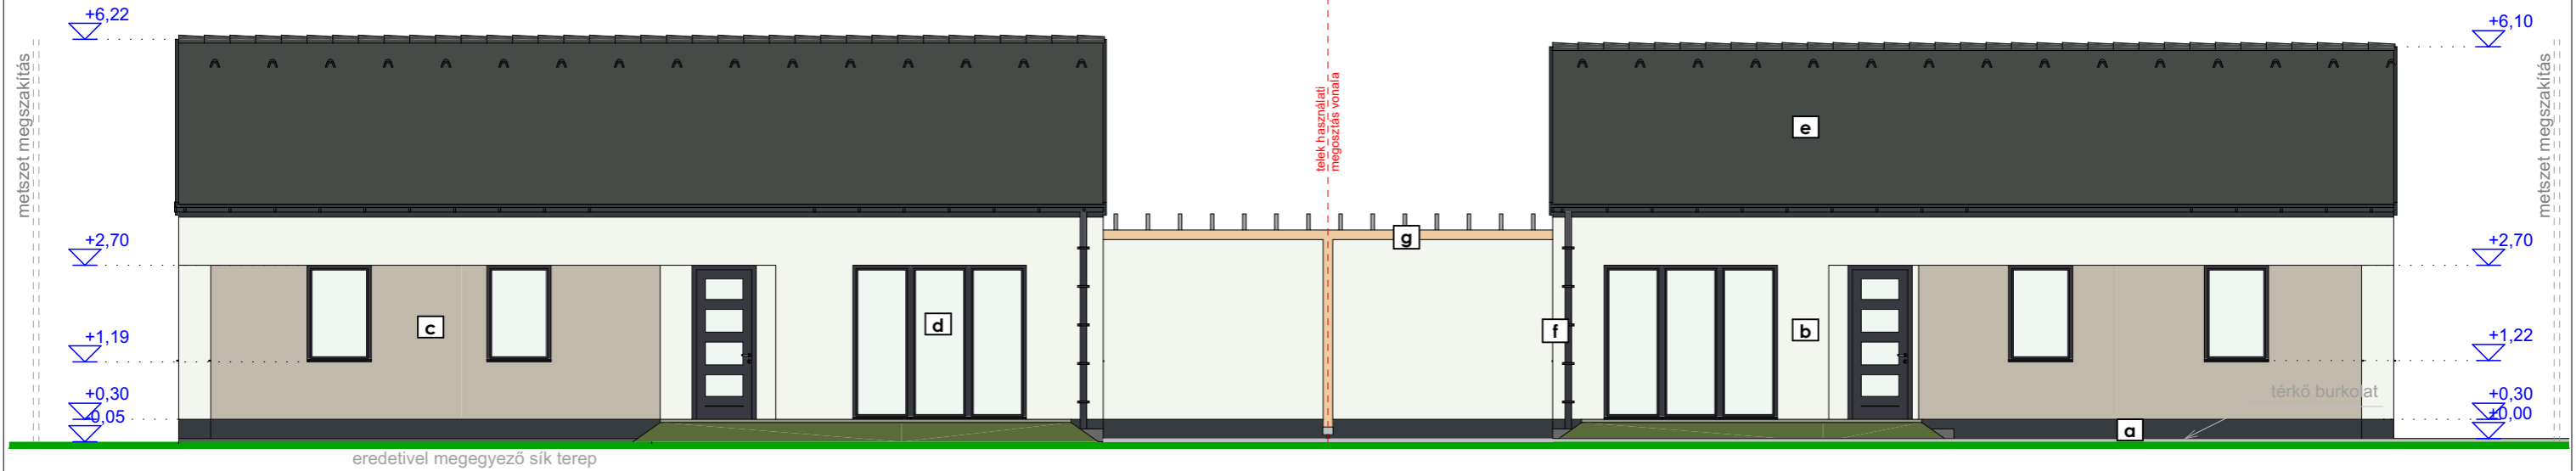 +6,22
+6,10
metszet megszakítás
telek használati
megosztás vonala
metszet megszakítás
e
+2,70
g
+2,70
c
d
f
b
+1,19
+1,22
+0,30
-0,05
térkő burkolat
+0,30
±0,00
a
eredetivel megegyező sík terep